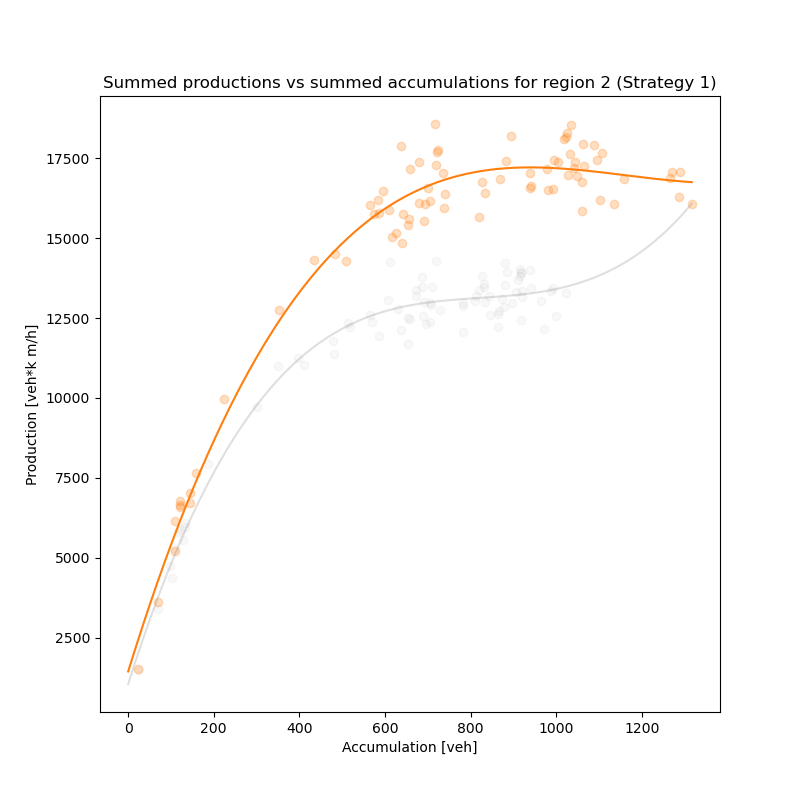 Summed productions vs summed accumulations for region 2 (Strategy 1)
17500
15000
12500
10000
7500
5000
2500
Production [veh*k m/h]
0 200 400 600 800 1000 1200
Accumulation [veh]